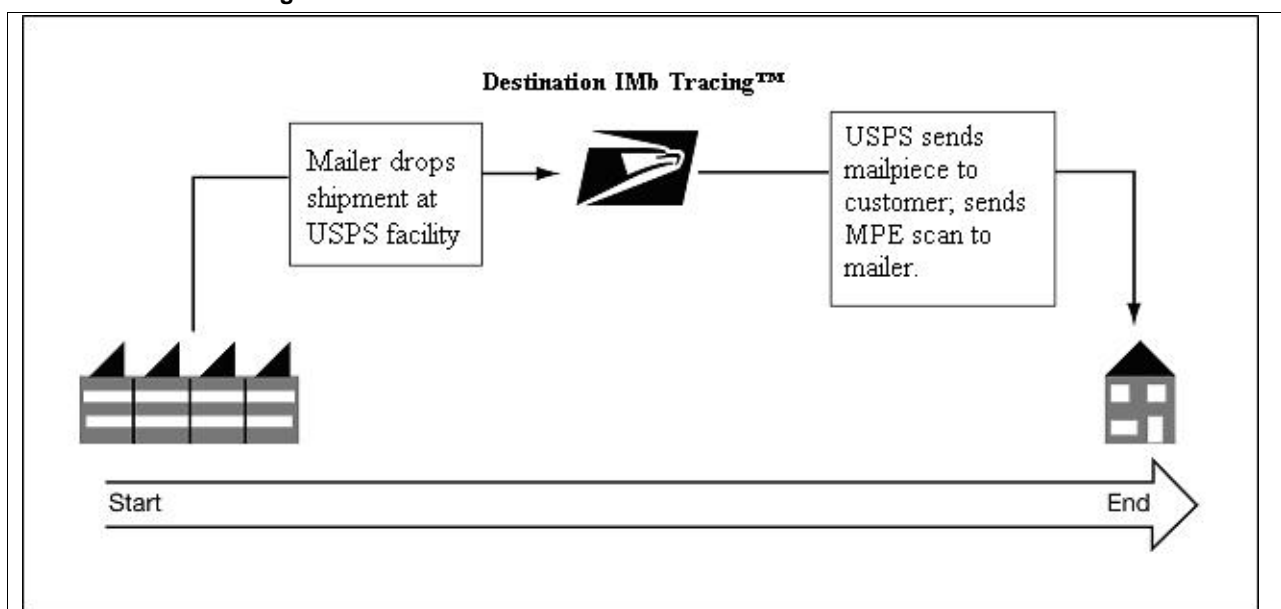 Destination IMb Tracing™
Mailer drops
shipment at
USPS facility
USPS sends
mailpiece to
customer; sends
MPE scan to
mailer.
Start
End